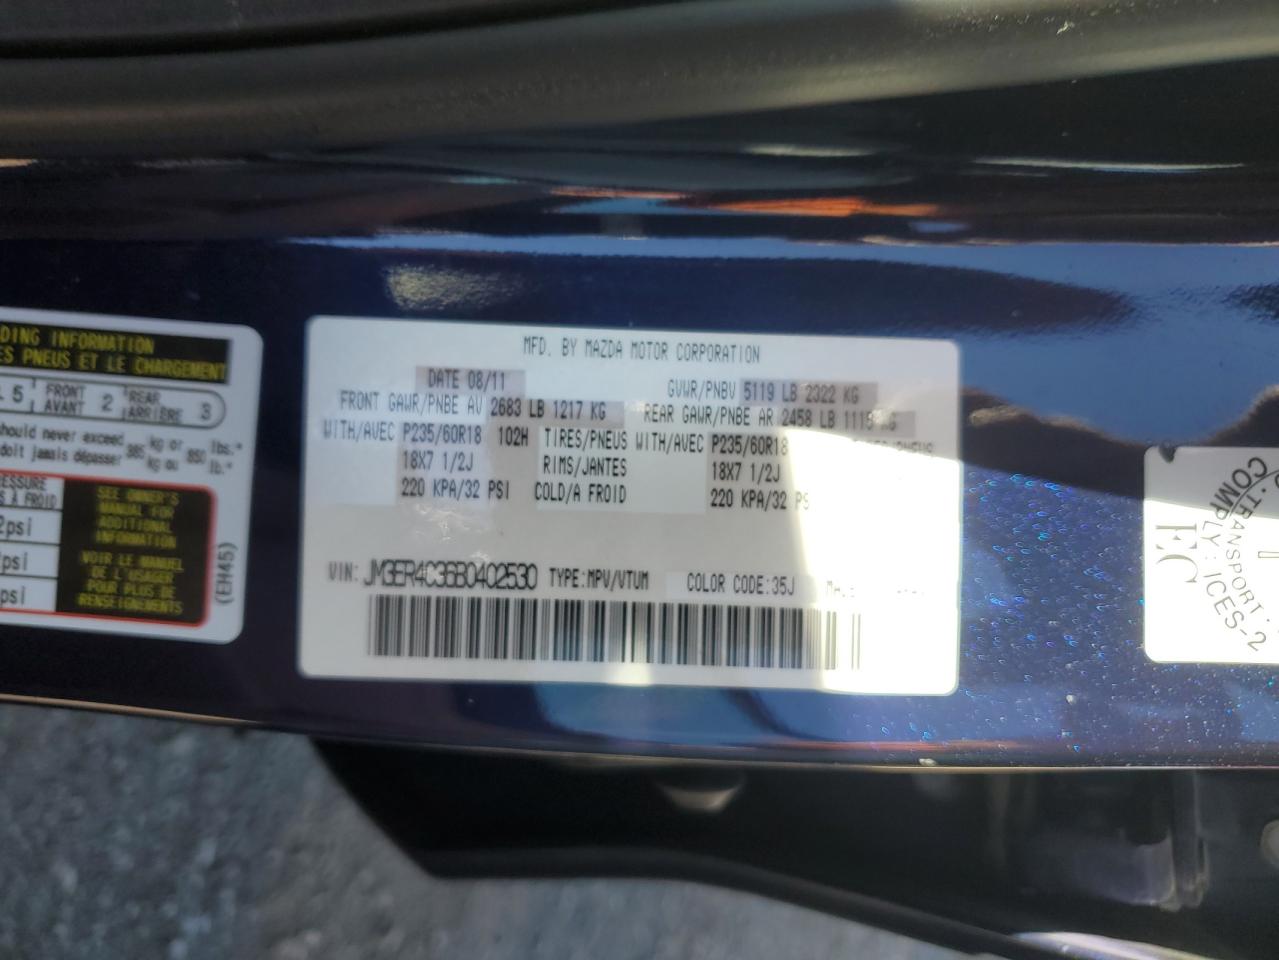 DING INFORMATION
ES PNEUS ET LE CHARGEMENT
5 FRONT AVANT 2 REAR ARRIÈRE 3
should never exceed 385 kg or 850 lbs."
doit jamais dépasser kg ou lb."
RESSURE
S À FROID
2psi
psi
psi
SEE OWNER'S
MANUAL FOR
ADDITIONAL
INFORMATION
VOIR LE MANUEL
DE L'USAGER
POUR PLUS DE
RENSEIGNEMENTS
(EH45)
MFD. BY MAZDA MOTOR CORPORATION
DATE 08/11 GVWR/PNBV 5119 LB 2322 KG
FRONT GAWR/PNBE AV 2683 LB 1217 KG REAR GAWR/PNBE AR 2458 LB 1115 KG
WITH/AVEC P235/60R18 102H TIRES/PNEUS WITH/AVEC P235/60R18
18X7 1/2J RIMS/JANTES 18X7 1/2J
220 KPA/32 PSI COLD/A FROID 220 KPA/32 PS
VIN: JM3ER4C36B0402530 TYPE:MPV/VTUM COLOR CODE:35J
TRANSPORT
COMPLY: ICES-2
EC